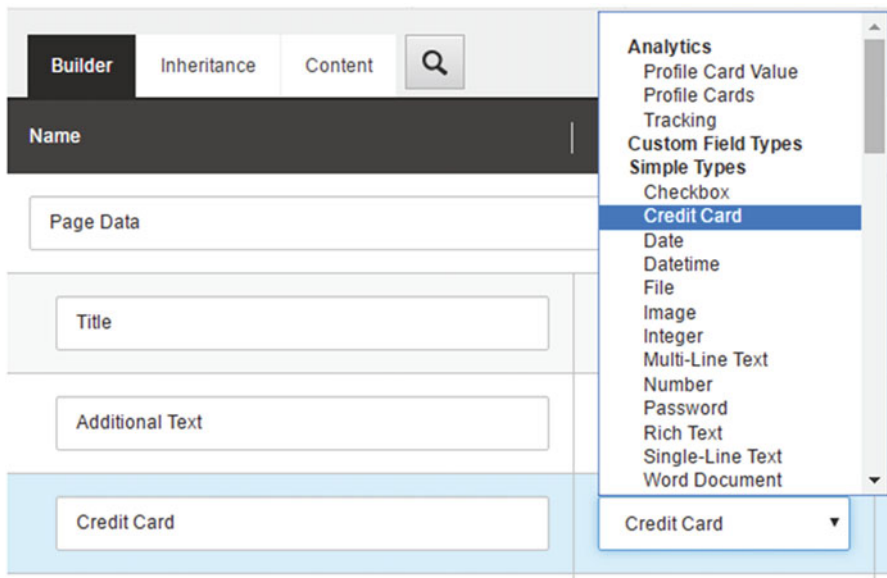 Builder
Inheritance
Content
Name
Page Data
Title
Additional Text
Credit Card
Analytics
Profile Card Value
Profile Cards
Tracking
Custom Field Types
Simple Types
Checkbox
Credit Card
Date
Datetime
File
Image
Integer
Multi-Line Text
Number
Password
Rich Text
Single-Line Text
Word Document
Credit Card